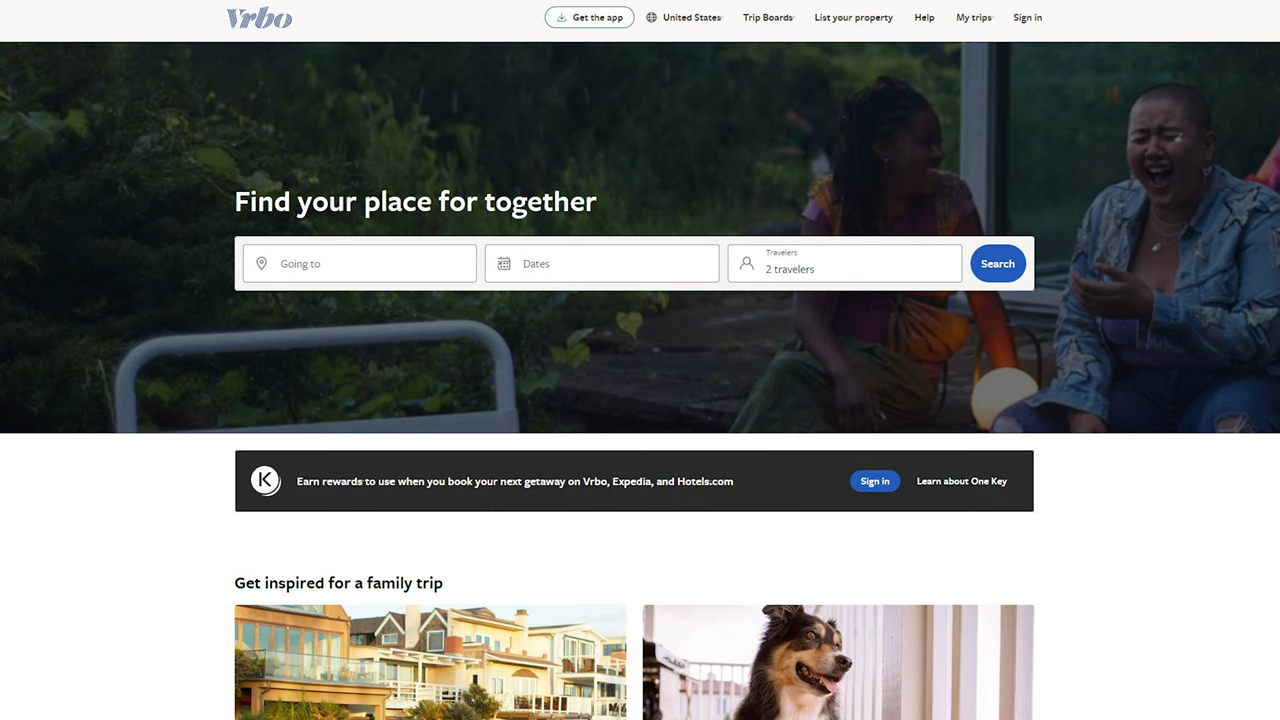 Vrbo
Get the app
United States
Trip Boards
List your property
Help
My trips
Sign in
Find your place for together
Going to
Dates
Travelers
2 travelers
Search
K
Earn rewards to use when you book your next getaway on Vrbo, Expedia, and Hotels.com
Sign in
Learn about One Key
Get inspired for a family trip